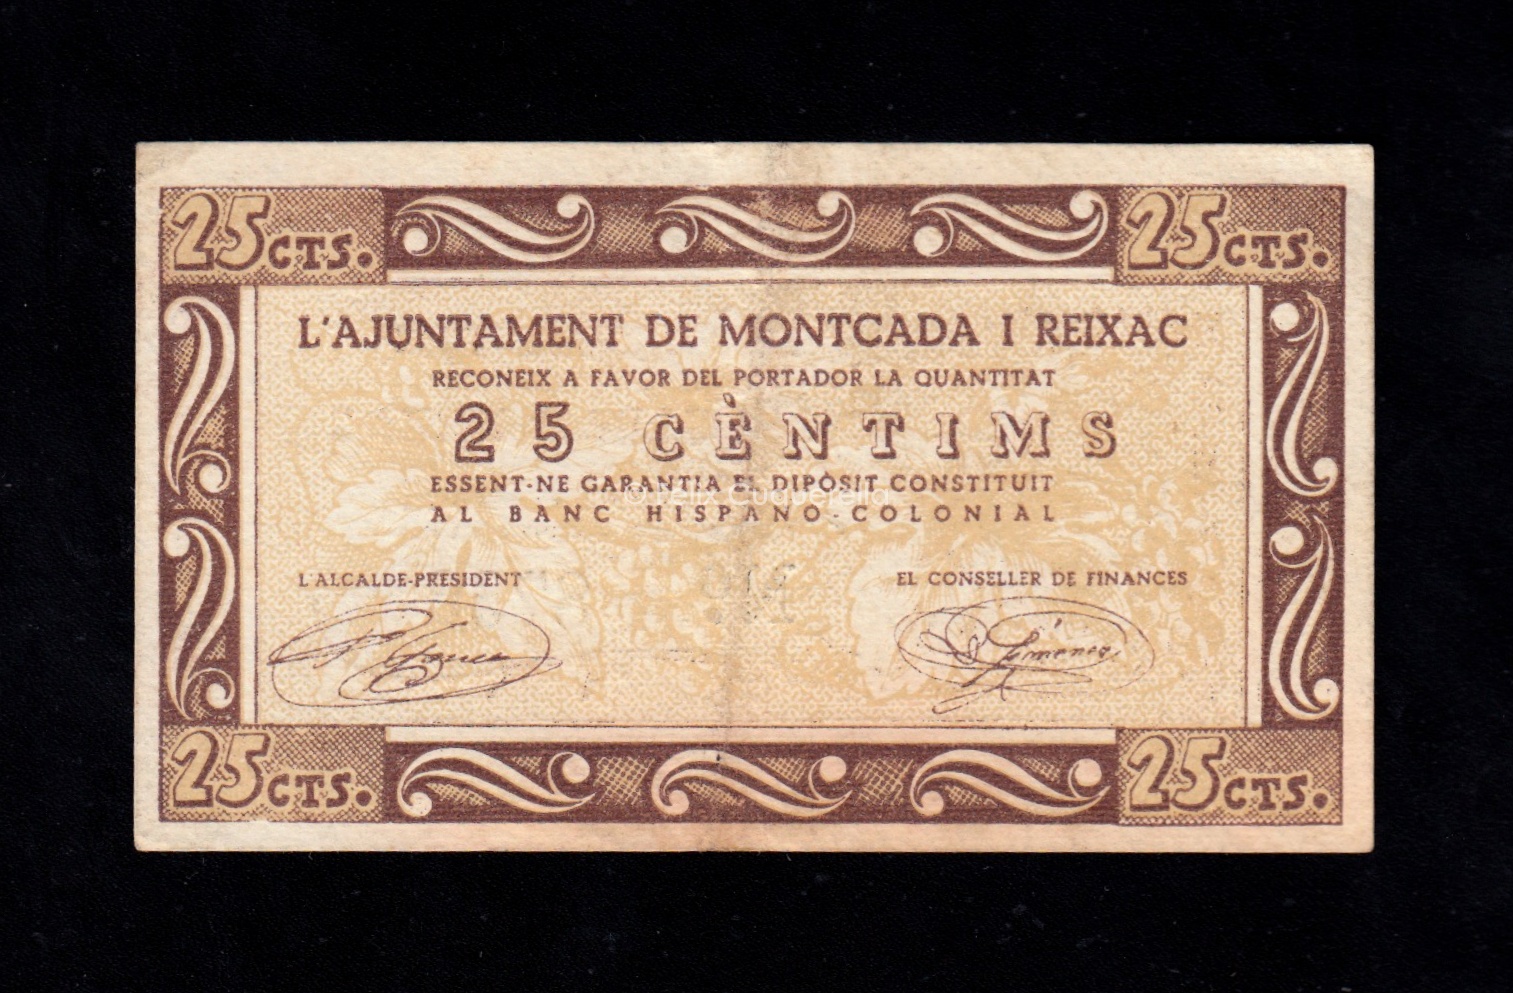 25 CTS. 25 CTS.
L'AJUNTAMENT DE MONTCADA I REIXAC
RECONEIX A FAVOR DEL PORTADOR LA QUANTITAT
25 CÈNTIMS
ESSENT-NE GARANTIA EL DIPÒSIT CONSTITUIT
AL BANC HISPANO-COLONIAL
L'ALCALDE-PRESIDENT
EL CONSELLER DE FINANCES
25 CTS. 25 CTS.